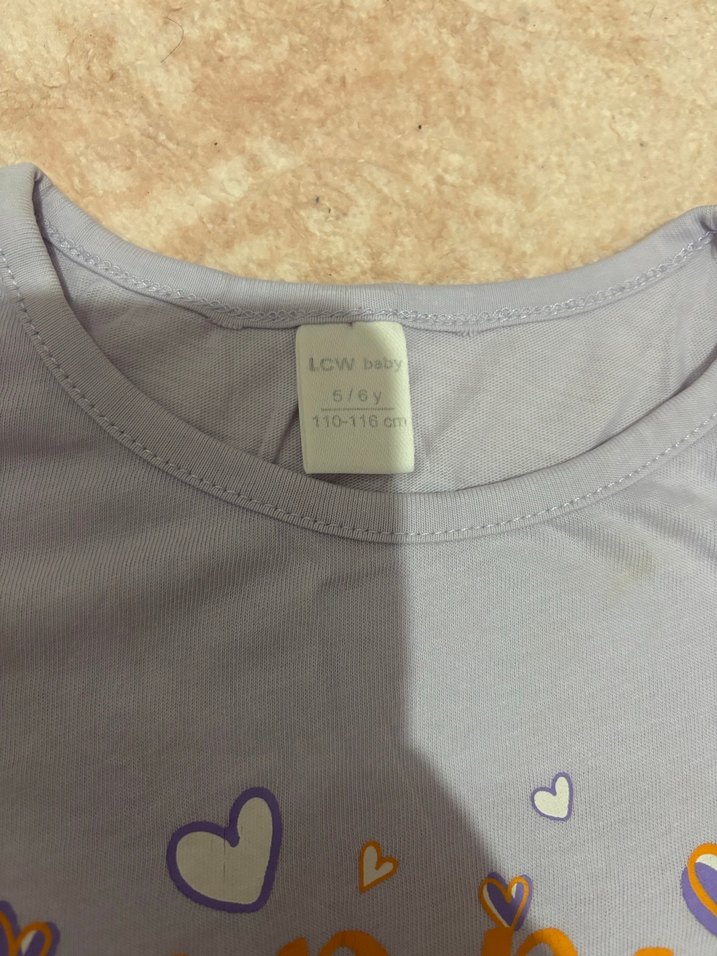 LCW baby
5 / 6 y
110-116 cm